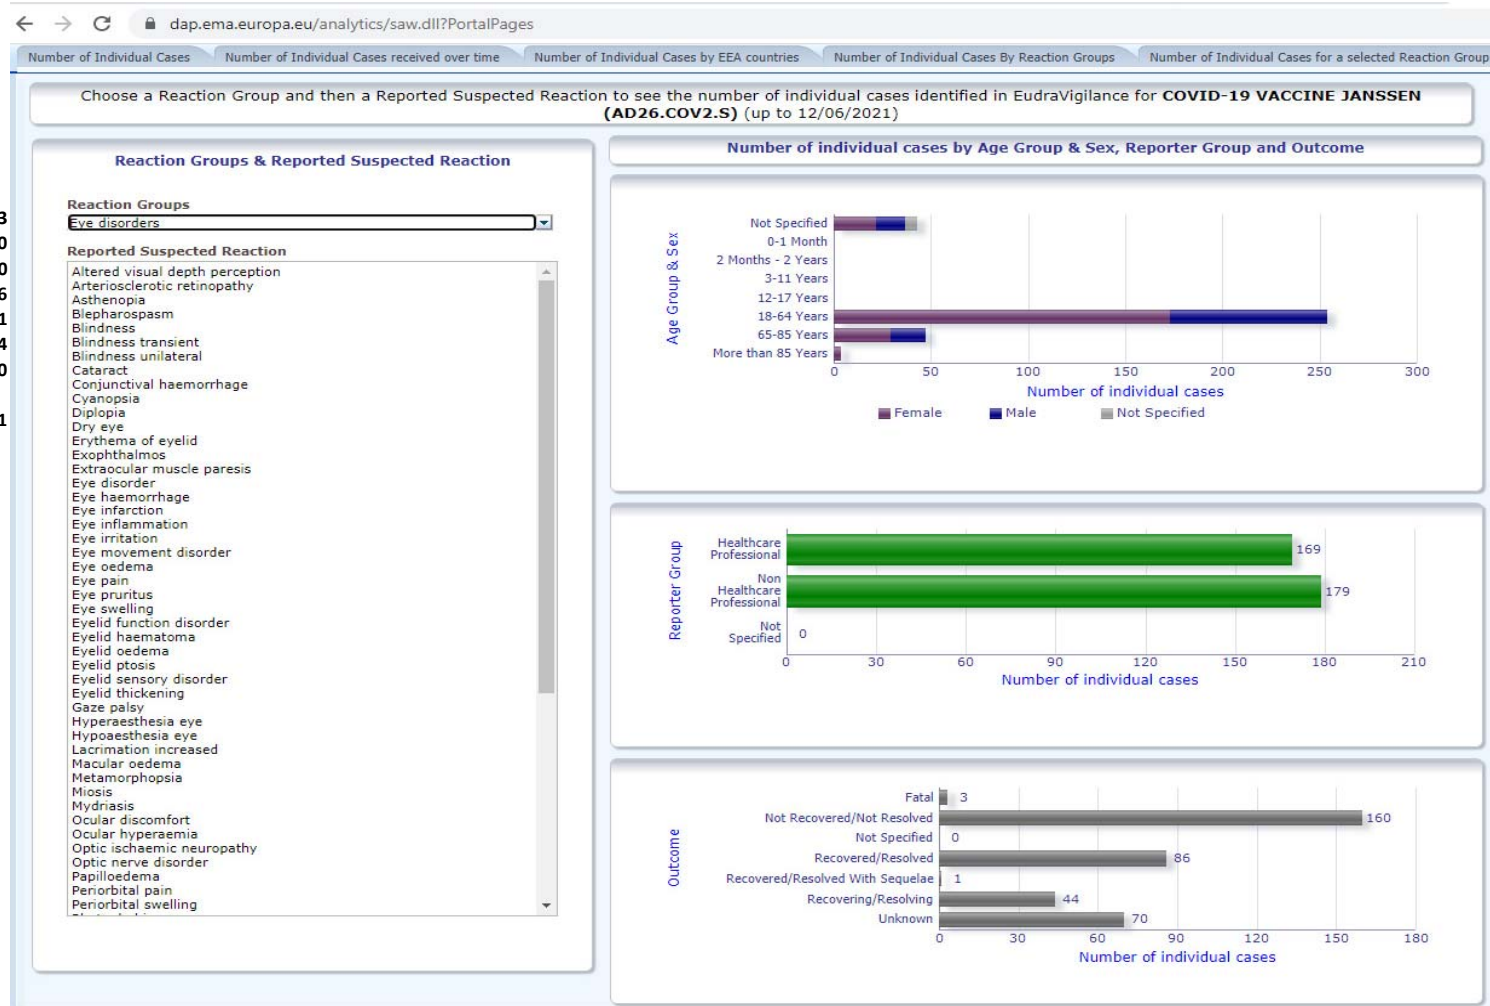 dap.ema.europa.eu/analytics/saw.dll?PortalPages
Number of Individual Cases
Number of Individual Cases received over time
Number of Individual Cases by EEA countries
Number of Individual Cases By Reaction Groups
Number of Individual Cases for a selected Reaction Group
Choose a Reaction Group and then a Reported Suspected Reaction to see the number of individual cases identified in EudraVigilance for COVID-19 VACCINE JANSSEN
(AD26.COV2.S) (up to 12/06/2021)
Reaction Groups & Reported Suspected Reaction
Reaction Groups
Eye disorders
Reported Suspected Reaction
Altered visual depth perception
Arteriosclerotic retinopathy
Asthenopia
Blepharospasm
Blindness
Blindness transient
Blindness unilateral
Cataract
Conjunctival haemorrhage
Cyanopsia
Diplopia
Dry eye
Erythema of eyelid
Exophthalmos
Extraocular muscle paresis
Eye disorder
Eye haemorrhage
Eye infarction
Eye inflammation
Eye irritation
Eye movement disorder
Eye oedema
Eye pain
Eye pruritus
Eye swelling
Eyelid function disorder
Eyelid haematoma
Eyelid oedema
Eyelid ptosis
Eyelid sensory disorder
Eyelid thickening
Gaze palsy
Hyperaesthesia eye
Hypoaesthesia eye
Lacrimation increased
Macular oedema
Metamorphopsia
Miosis
Mydriasis
Ocular discomfort
Ocular hyperaemia
Optic ischaemic neuropathy
Optic nerve disorder
Papilloedema
Periorbital pain
Periorbital swelling
3
0
0
6
1
4
0
1
Number of individual cases by Age Group & Sex, Reporter Group and Outcome
Age Group & Sex
Not Specified
0-1 Month
2 Months - 2 Years
3-11 Years
12-17 Years
18-64 Years
65-85 Years
More than 85 Years
0 50 100 150 200 250 300
Number of individual cases
Female Male Not Specified
Reporter Group
Healthcare
Professional
169
Non
Healthcare
Professional
179
Not
Specified
0
0 30 60 90 120 150 180 210
Number of individual cases
Outcome
Fatal 3
Not Recovered/Not Resolved 160
Not Specified 0
Recovered/Resolved 86
Recovered/Resolved With Sequelae 1
Recovering/Resolving 44
Unknown 70
0 30 60 90 120 150 180
Number of individual cases